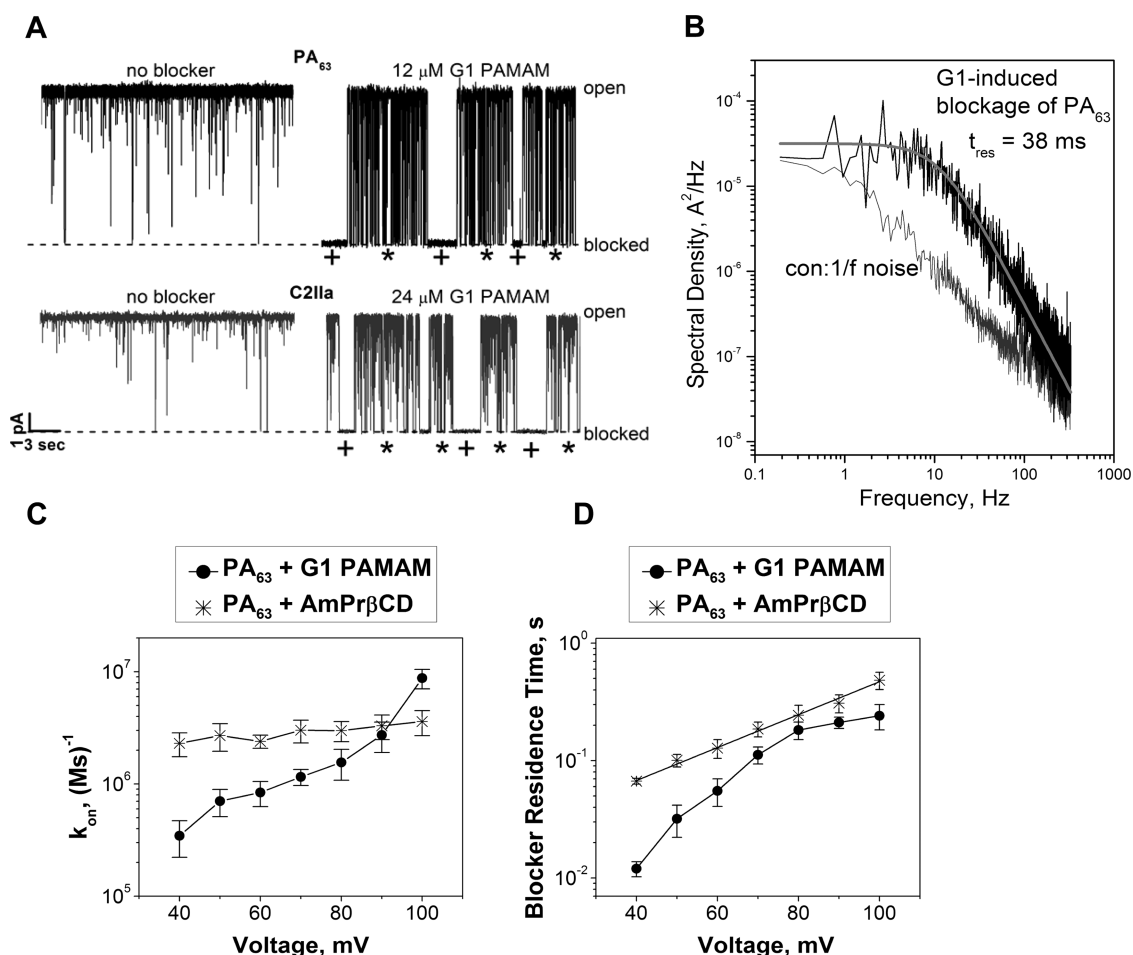 A
PA63
no blocker
12 μM G1 PAMAM
open
blocked
+ * + * + *
no blocker
C2IIa
24 μM G1 PAMAM
open
1 pA
3 sec
blocked
+ * * + * + *
B
G1-induced
blockage of PA63
tres = 38 ms
con:1/f noise
Spectral Density, A²/Hz
10⁻⁴
10⁻⁵
10⁻⁶
10⁻⁷
10⁻⁸
0.1 1 10 100 1000
Frequency, Hz
C
PA63 + G1 PAMAM
PA63 + AmPrβCD
kon, (Ms)⁻¹
10⁷
10⁶
10⁵
40 60 80 100
Voltage, mV
D
PA63 + G1 PAMAM
PA63 + AmPrβCD
Blocker Residence Time, s
10⁰
10⁻¹
10⁻²
40 60 80 100
Voltage, mV